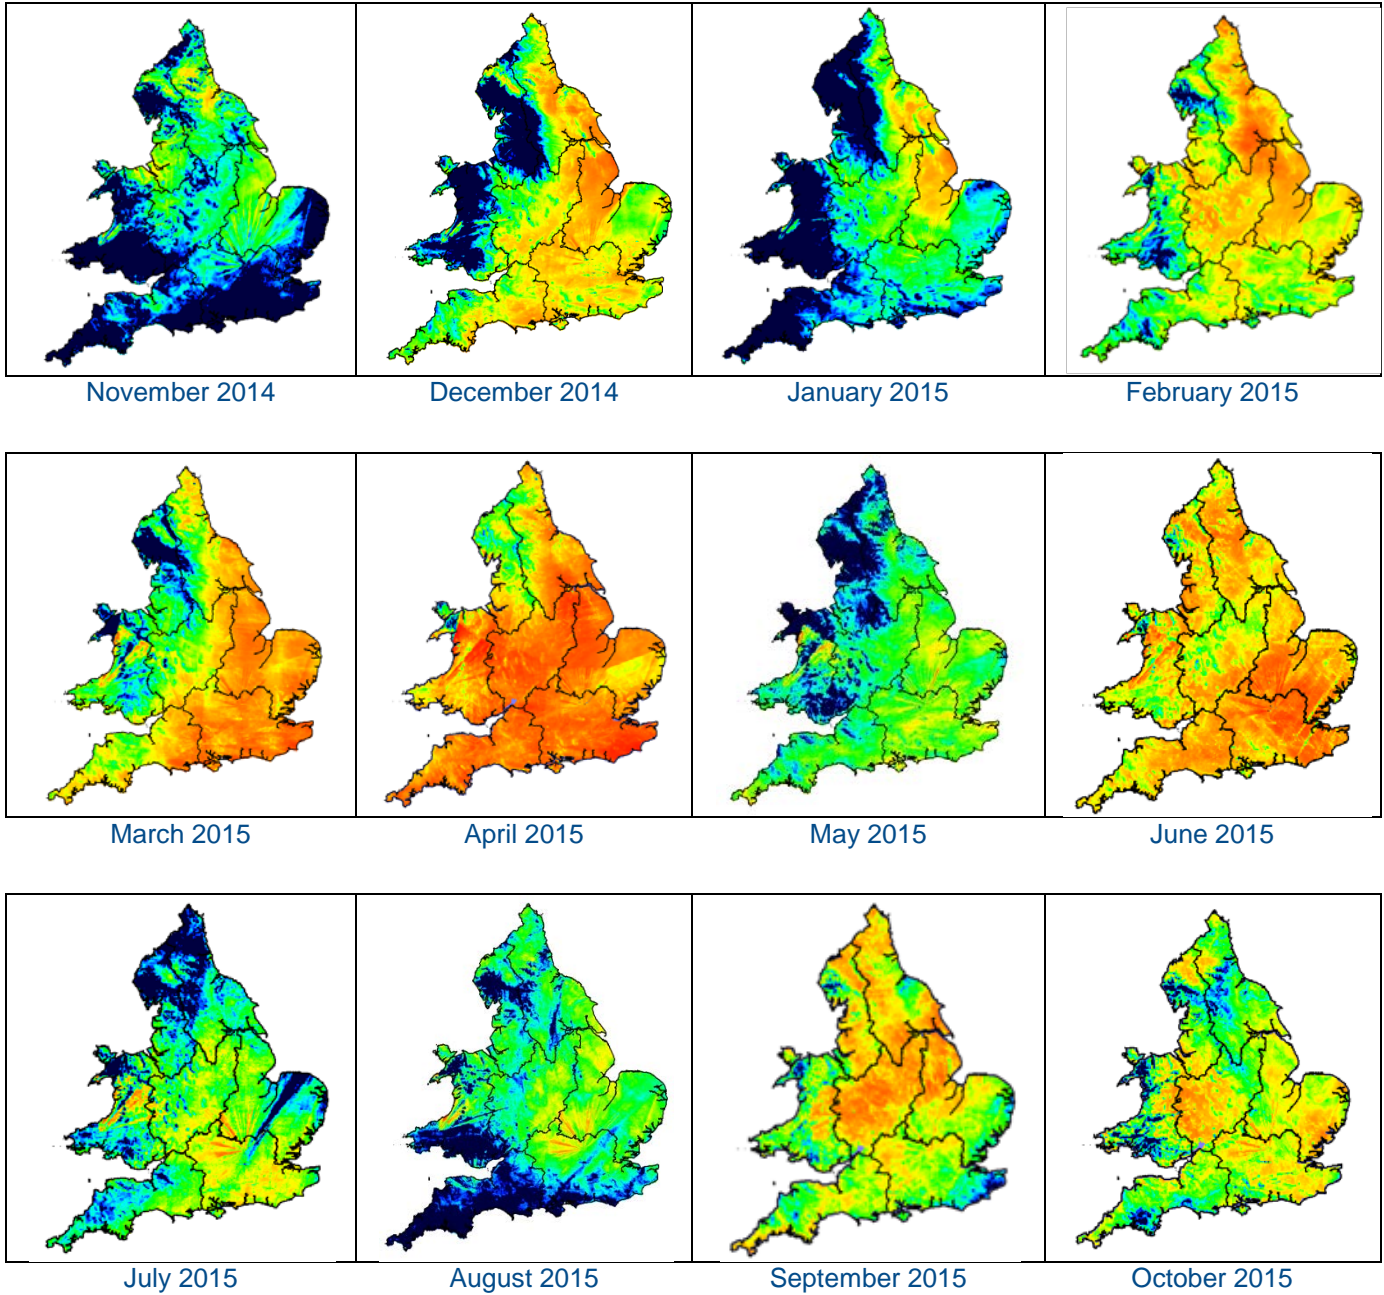 November 2014
December 2014
January 2015
February 2015
March 2015
April 2015
May 2015
June 2015
July 2015
August 2015
September 2015
October 2015